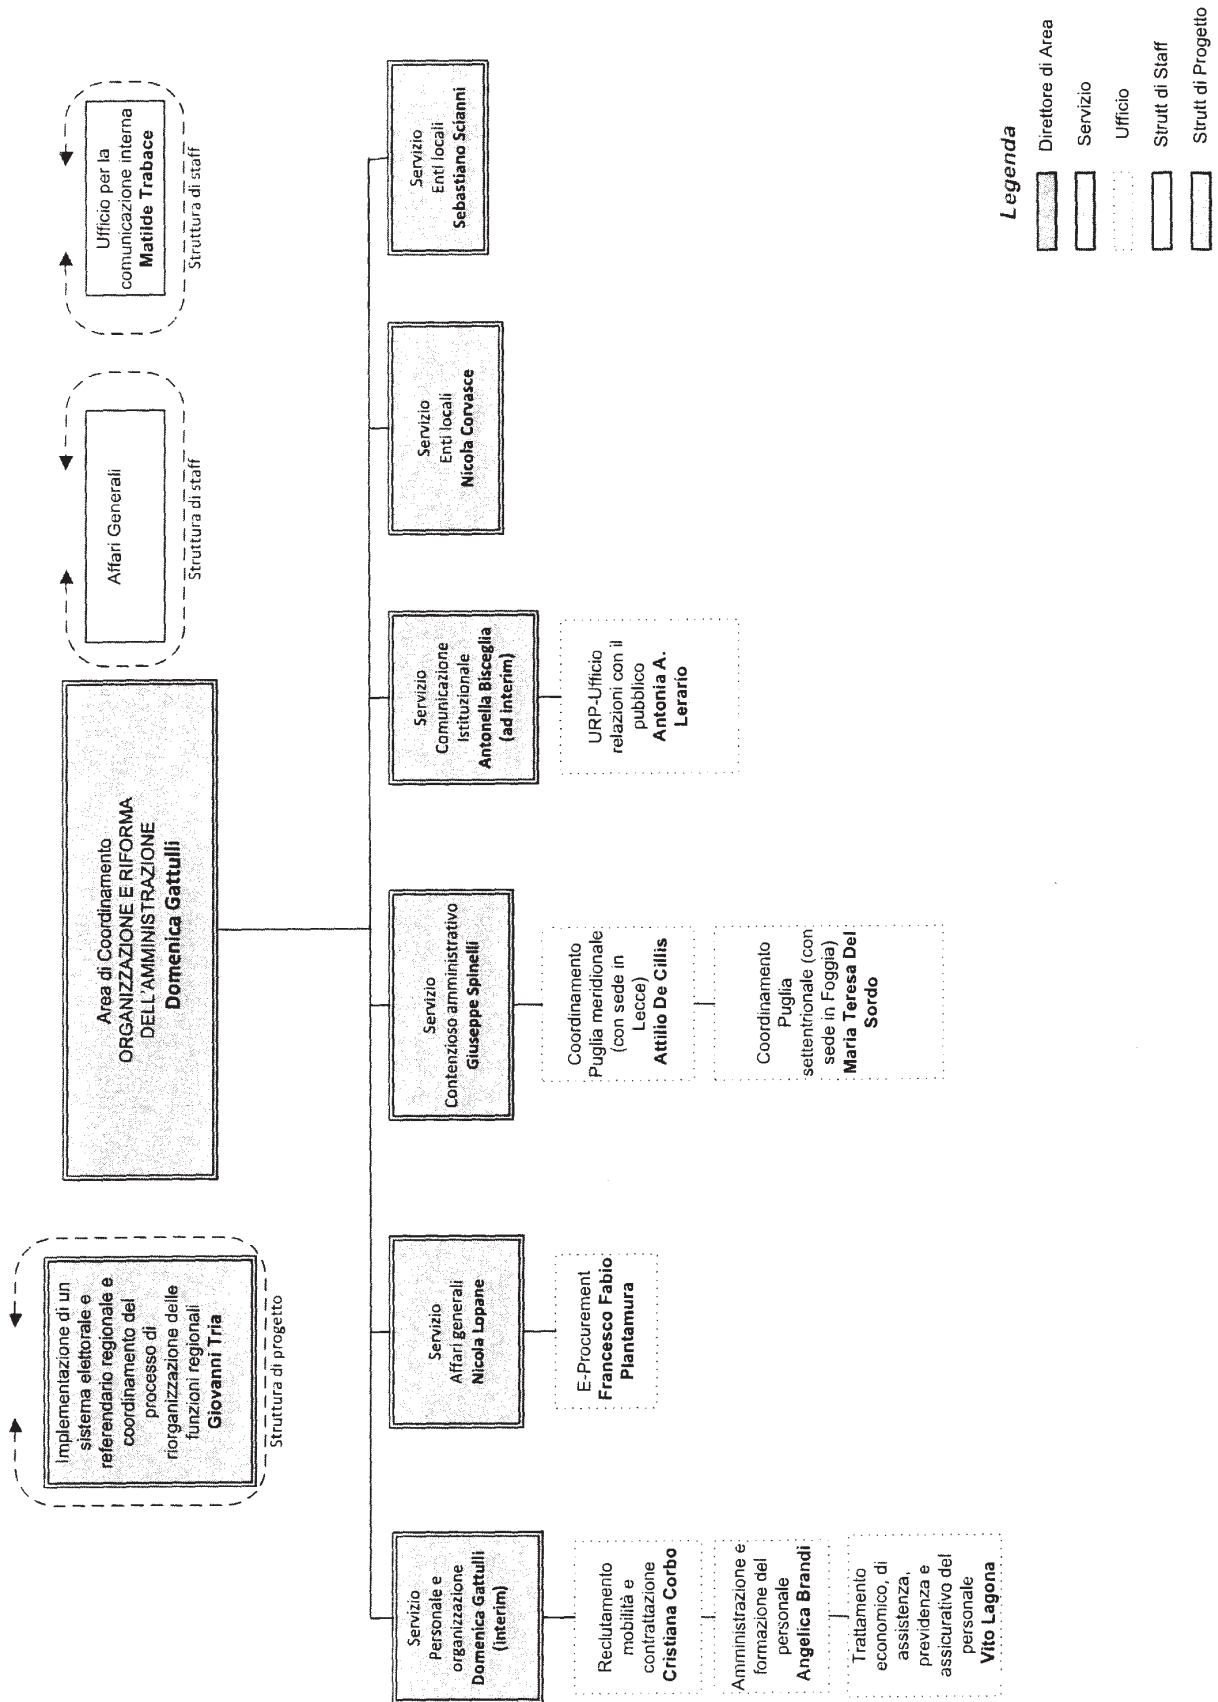 Implementazione di un
sistema elettorale e
referendario regionale e
coordinamento del
processo di
riorganizzazione delle
funzioni regionali
Giovanni Tria
Struttura di progetto
Area di Coordinamento
ORGANIZZAZIONE E RIFORMA
DELL'AMMINISTRAZIONE
Domenica Gattulli
Affari Generali
Struttura di staff
Ufficio per la
comunicazione interna
Matilde Trabace
Struttura di staff
Servizio
Personale e
organizzazione
Domenica Gattulli
(interim)
Reclutamento
mobilità e
contrattazione
Cristiana Corbo
Amministrazione e
formazione del
personale
Angelica Brandi
Trattamento
economico, di
assistenza,
previdenza e
assicurativo del
personale
Vito Lagona
Servizio
Affari generali
Nicola Lopane
E-Procurement
Francesco Fabio
Plantamura
Servizio
Contenzioso amministrativo
Giuseppe Spinelli
Coordinamento
Puglia meridionale
(con sede in
Lecce)
Attilio De Cillis
Coordinamento
Puglia
settentrionale (con
sede in Foggia)
Maria Teresa Del
Sordo
Servizio
Comunicazione
Istituzionale
Antonella Bisceglia
(ad interim)
URP-Ufficio
relazioni con il
pubblico
Antonia A.
Lerario
Servizio
Enti locali
Nicola Corvasce
Servizio
Enti locali
Sebastiano Scianni
Legenda
Direttore di Area
Servizio
Ufficio
Strutt di Staff
Strutt di Progetto